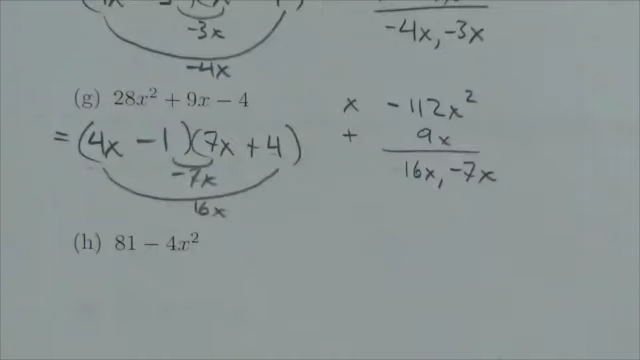 -3x
-4x, -3x
-4x
(g) 28x² + 9x − 4
x -112x²
+ 9x
= (4x − 1)(7x + 4)
-7x
16x
16x, -7x
(h) 81 − 4x²